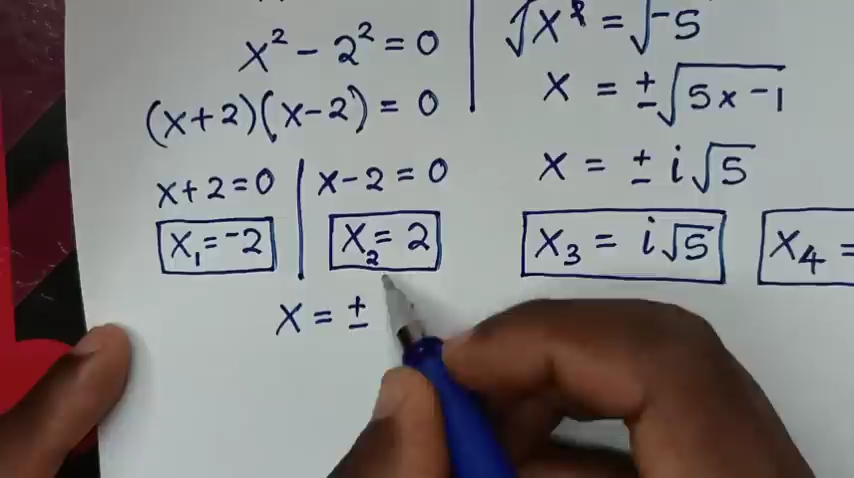 x² - 2² = 0
(x+2)(x-2) = 0
x+2 = 0 | x-2 = 0
x₁ = -2 | x₂ = 2
x = ±
√x² = √-5
x = ±√5x-1
x = ± i√5
x₃ = i√5
x₄ =